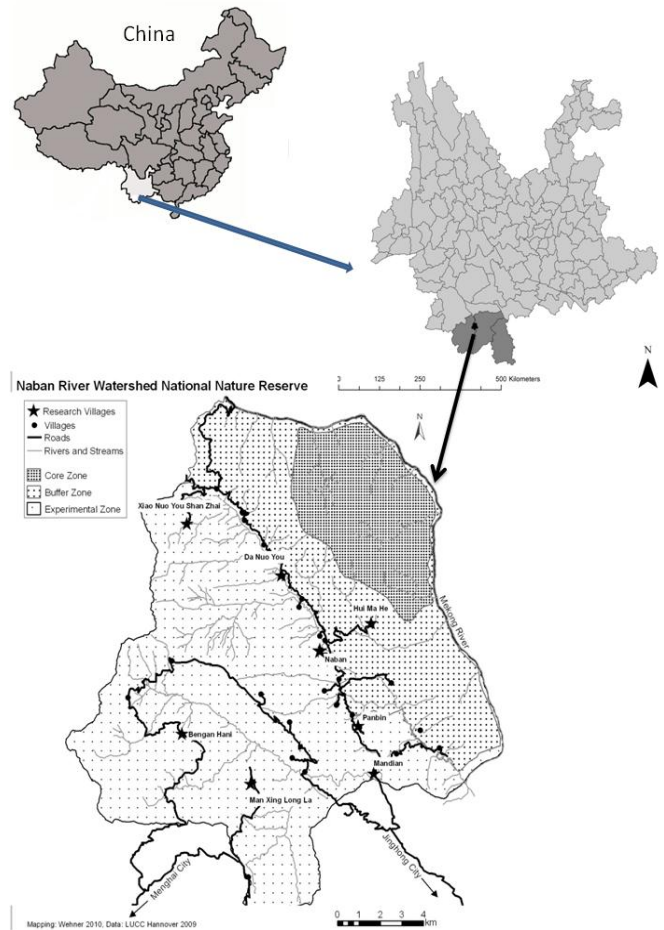 China
N
0 125 250 500 Kilometers
Naban River Watershed National Nature Reserve
Research Villages
Villages
Roads
Rivers and Streams
Core Zone
Buffer Zone
Experimental Zone
N
Xiao Nuo You Shan Zhai
Da Nuo You
Hui Ma He
Mekong River
Naban
Panbin
Bengan Hani
Mandian
Man Xing Long La
Menghai City
Jinghong City
0 1 2 3 4 km
Mapping: Wehner 2010, Data: LUCC Hannover 2009